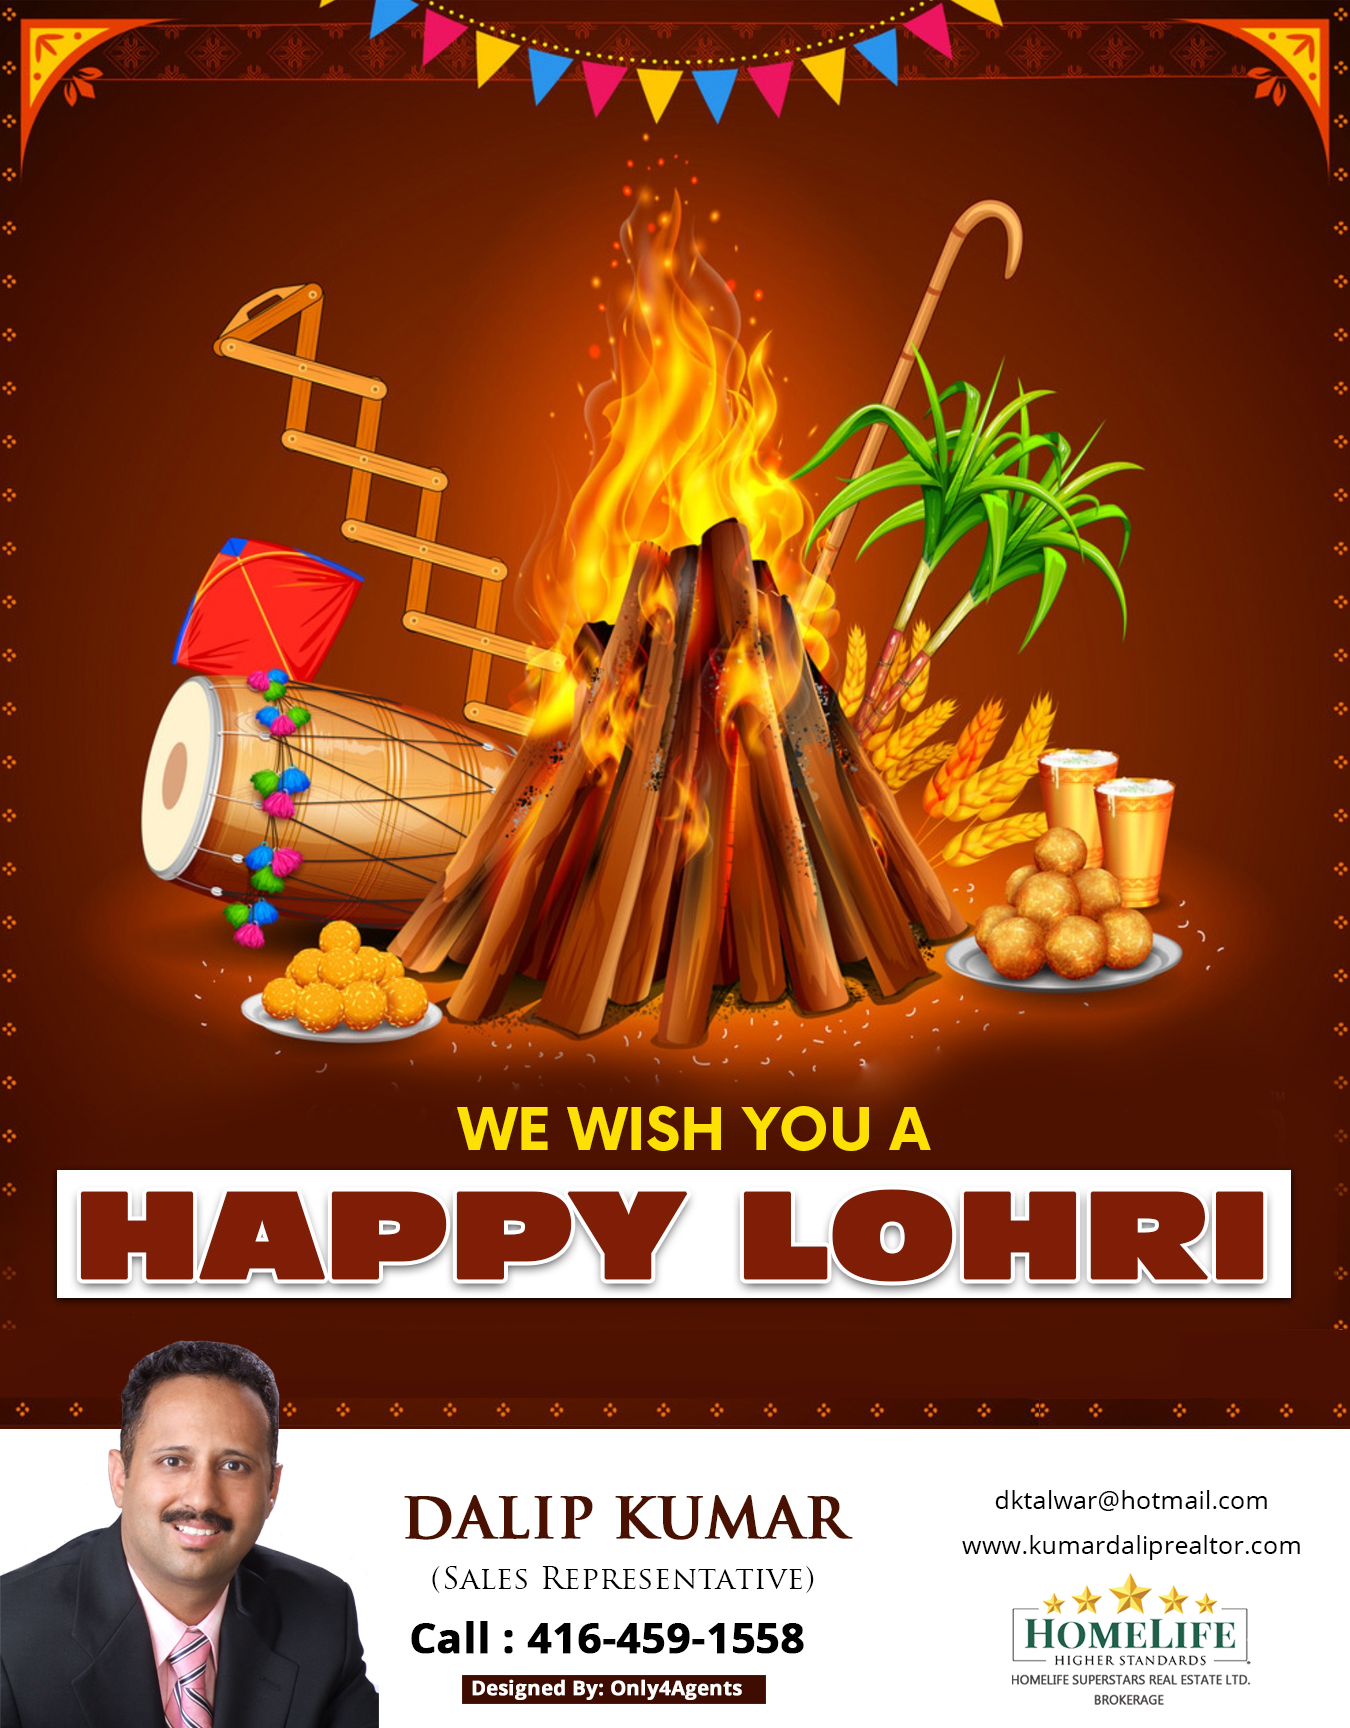 WE WISH YOU A
HAPPY LOHRI
DALIP KUMAR
(SALES REPRESENTATIVE)
Call : 416-459-1558
Designed By: Only4Agents
dktalwar@hotmail.com
www.kumardaliprealtor.com
HOMELIFE
HIGHER STANDARDS
HOMELIFE SUPERSTARS REAL ESTATE LTD.
BROKERAGE